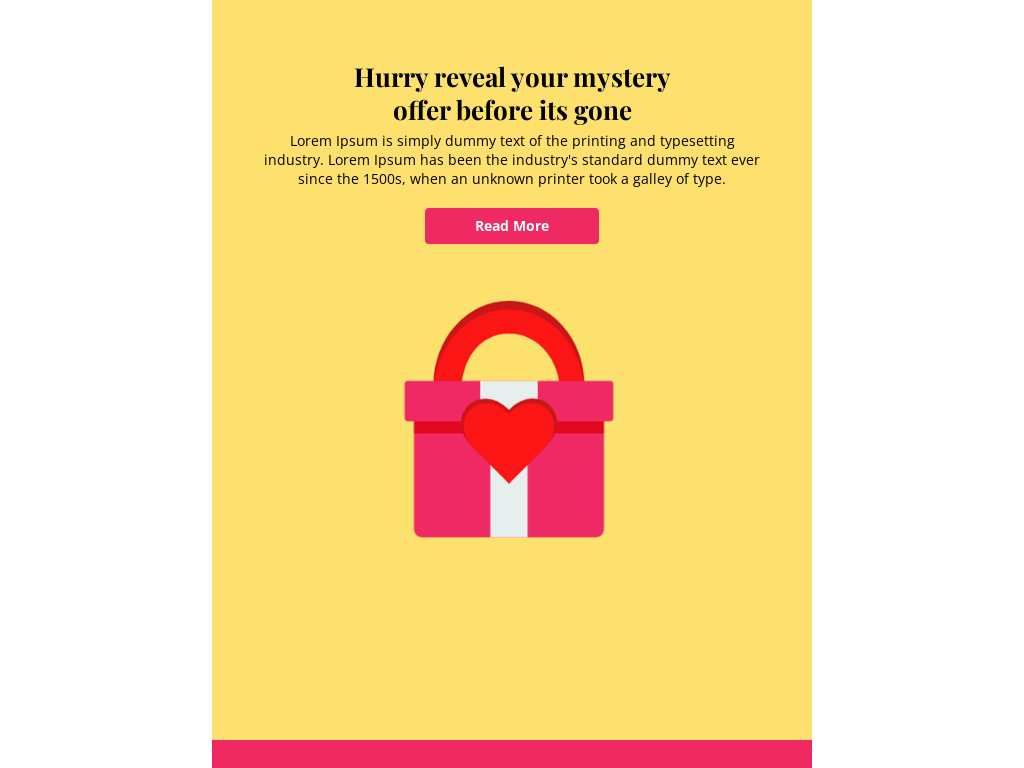 Hurry reveal your mystery
offer before its gone
Lorem Ipsum is simply dummy text of the printing and typesetting
industry. Lorem Ipsum has been the industry's standard dummy text ever
since the 1500s, when an unknown printer took a galley of type.
Read More